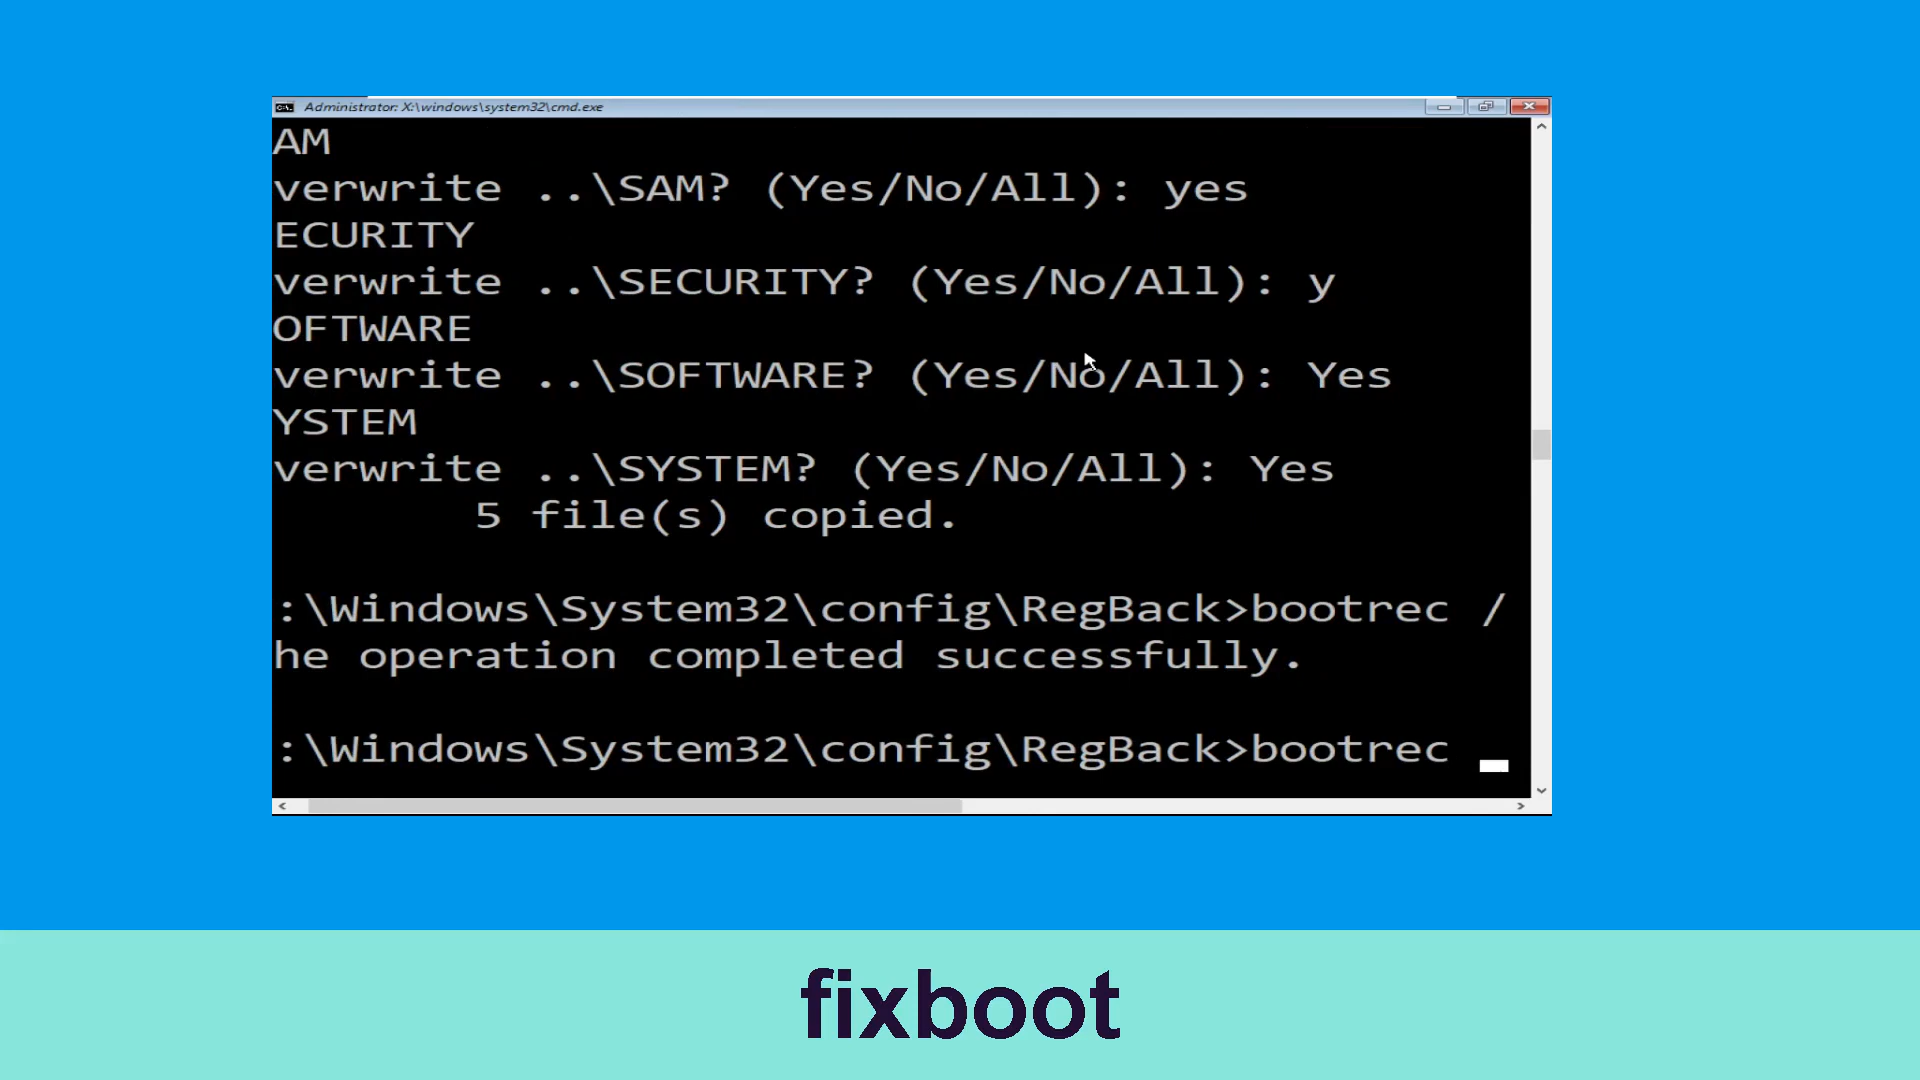 Administrator: X:\windows\system32\cmd.exe
AM
verwrite ..\SAM? (Yes/No/All): yes
ECURITY
verwrite ..\SECURITY? (Yes/No/All): y
OFTWARE
verwrite ..\SOFTWARE? (Yes/No/All): Yes
YSTEM
verwrite ..\SYSTEM? (Yes/No/All): Yes
5 file(s) copied.
:\Windows\System32\config\RegBack>bootrec /
he operation completed successfully.
:\Windows\System32\config\RegBack>bootrec
fixboot